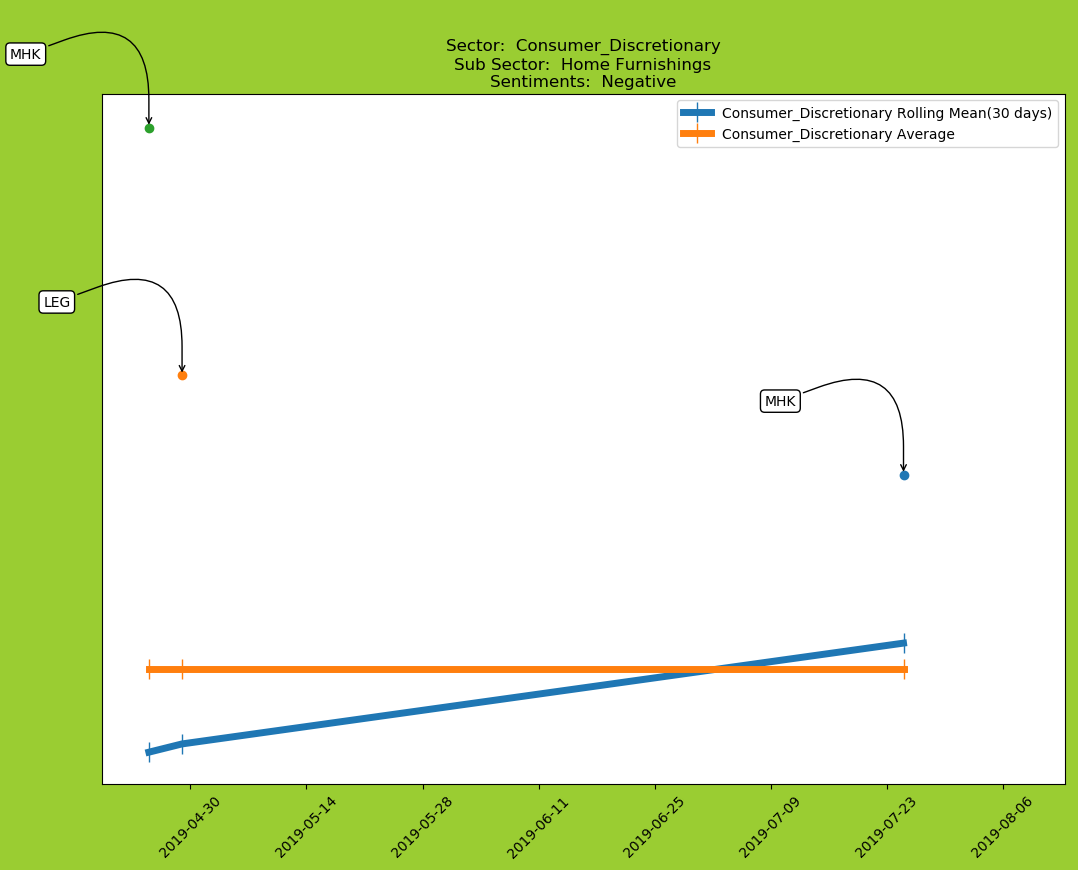 Sector:  Consumer_Discretionary
Sub Sector:  Home Furnishings
Sentiments:  Negative
MHK
Consumer_Discretionary Rolling Mean(30 days)
Consumer_Discretionary Average
LEG
MHK
2019-04-30
2019-05-14
2019-05-28
2019-06-11
2019-06-25
2019-07-09
2019-07-23
2019-08-06